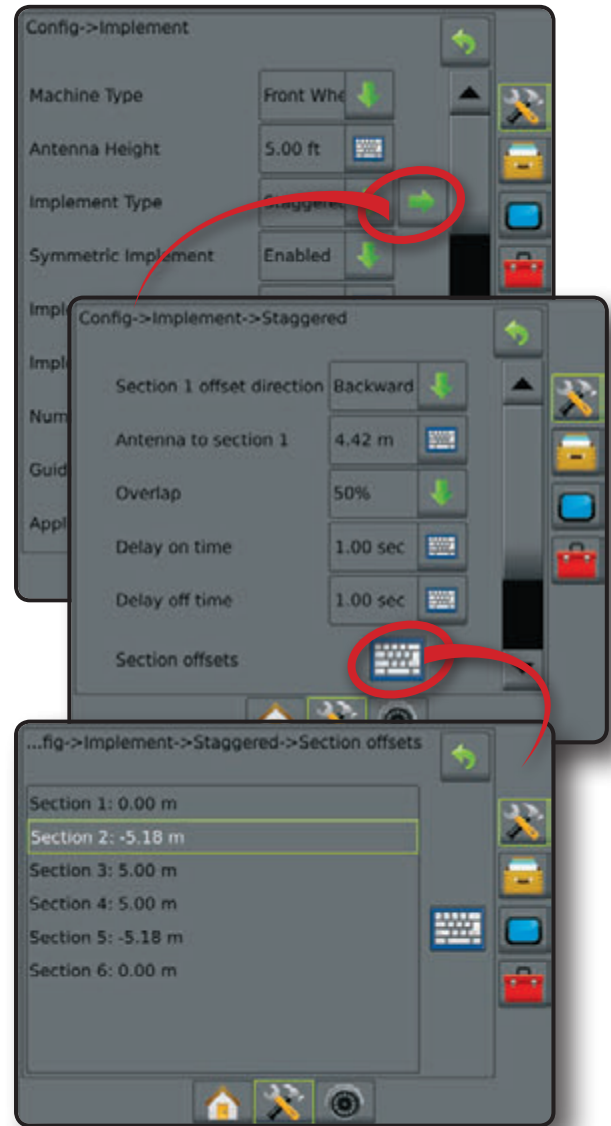 Config->Implement
Machine Type Front Whe
Antenna Height 5.00 ft
Implement Type Staggere
Symmetric Implement Enabled
Config->Implement->Staggered
Section 1 offset direction Backward
Antenna to section 1 4.42 m
Overlap 50%
Delay on time 1.00 sec
Delay off time 1.00 sec
Section offsets
...fig->Implement->Staggered->Section offsets
Section 1: 0.00 m
Section 2: -5.18 m
Section 3: 5.00 m
Section 4: 5.00 m
Section 5: -5.18 m
Section 6: 0.00 m